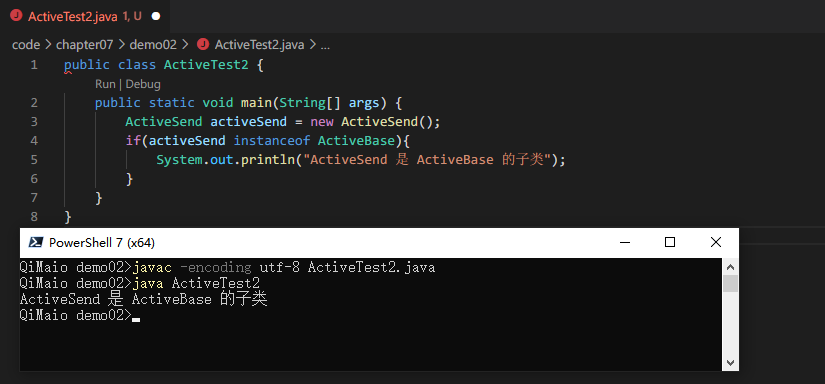 ActiveTest2.java 1, U
code > chapter07 > demo02 > ActiveTest2.java > ...
1 public class ActiveTest2 {
Run | Debug
2 public static void main(String[] args) {
3 ActiveSend activeSend = new ActiveSend();
4 if(activeSend instanceof ActiveBase){
5 System.out.println("ActiveSend 是 ActiveBase 的子类");
6 }
7 }
8 }
PowerShell 7 (x64)
QiMaio demo02>javac -encoding utf-8 ActiveTest2.java
QiMaio demo02>java ActiveTest2
ActiveSend 是 ActiveBase 的子类
QiMaio demo02>